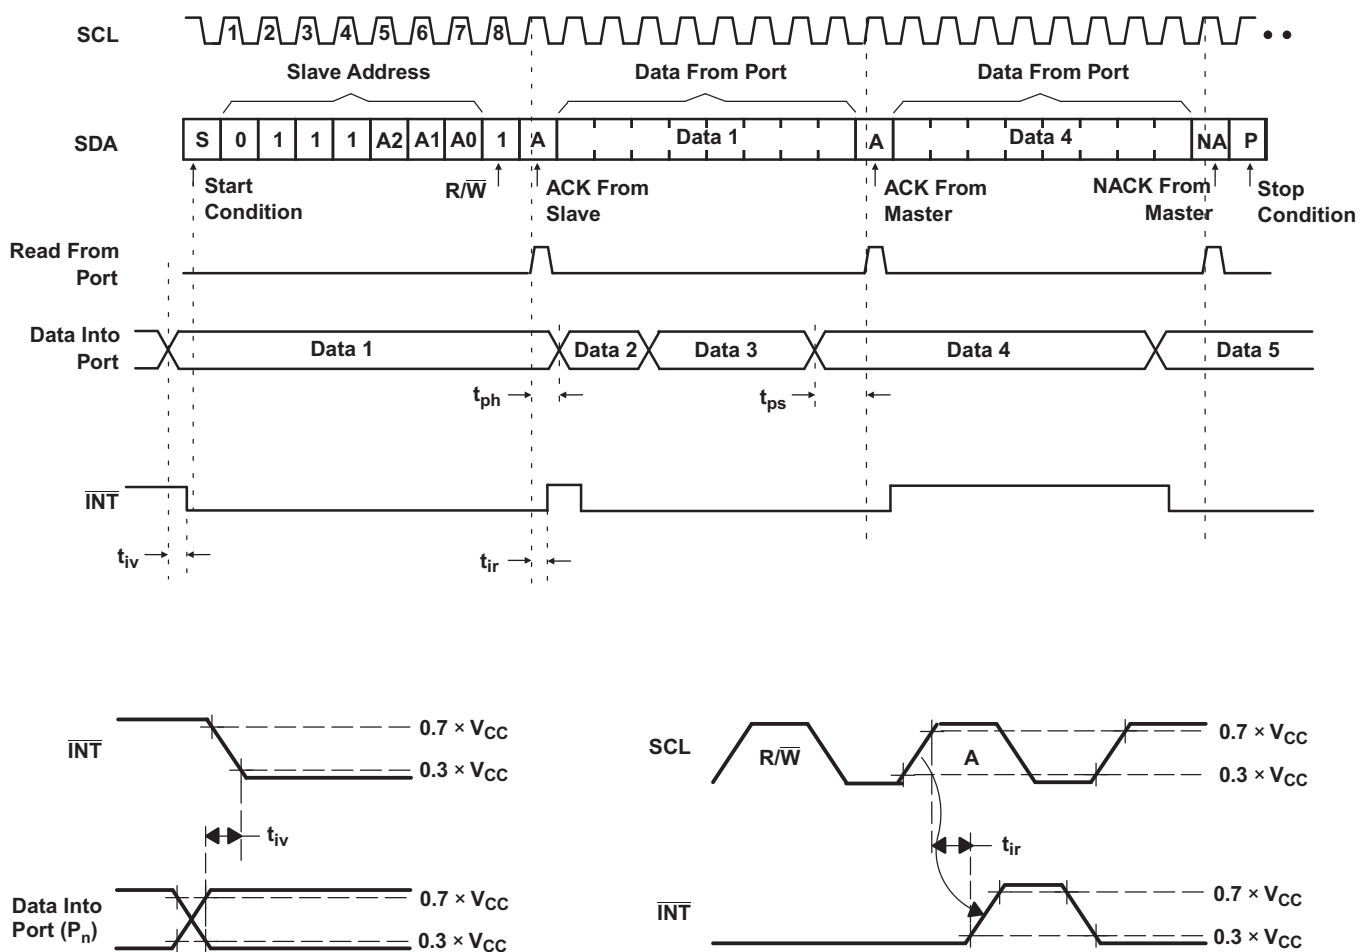 SCL 1 2 3 4 5 6 7 8
Slave Address Data From Port Data From Port
SDA S 0 1 1 1 A2 A1 A0 1 A Data 1 A Data 4 NA P
Start Condition
R/W̅
ACK From Slave
ACK From Master
NACK From Master
Stop Condition
Read From Port
Data Into Port
Data 1 Data 2 Data 3 Data 4 Data 5
tph tps
I̅N̅T̅
tiv tir
I̅N̅T̅
0.7 × VCC
0.3 × VCC
tiv
Data Into Port (Pn)
0.7 × VCC
0.3 × VCC
SCL R/W̅ A
0.7 × VCC
0.3 × VCC
tir
I̅N̅T̅
0.7 × VCC
0.3 × VCC